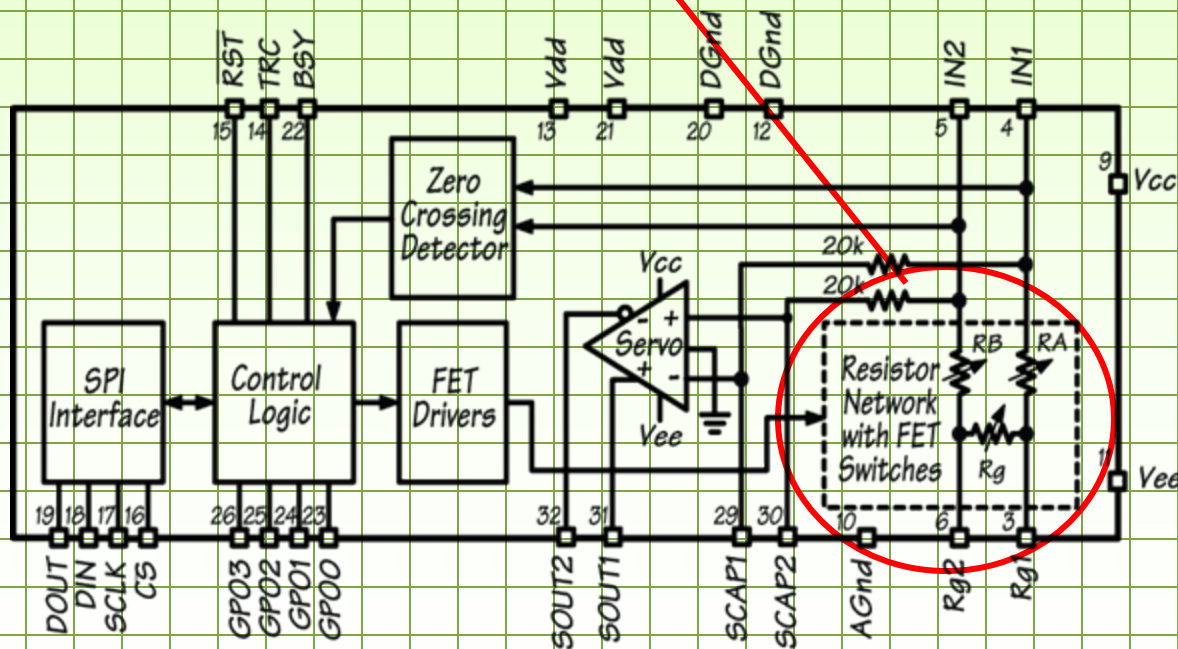 RST
TRC
BSY
Vdd
Vdd
DGnd
DGnd
IN2
IN1
15
14
22
13
21
20
12
5
4
9
Vcc
Zero
Crossing
Detector
20k
20k
Vcc
- +
Servo
+ -
Vee
SPI
Interface
Control
Logic
FET
Drivers
Resistor
Network
with FET
Switches
RB
RA
Rg
Vee
19
18
17
16
26
25
24
23
32
31
29
30
10
6
3
DOUT
DIN
SCLK
CS
GPO3
GPO2
GPO1
GPO0
SOUT2
SOUT1
SCAP1
SCAP2
AGnd
Rg2
Rg1